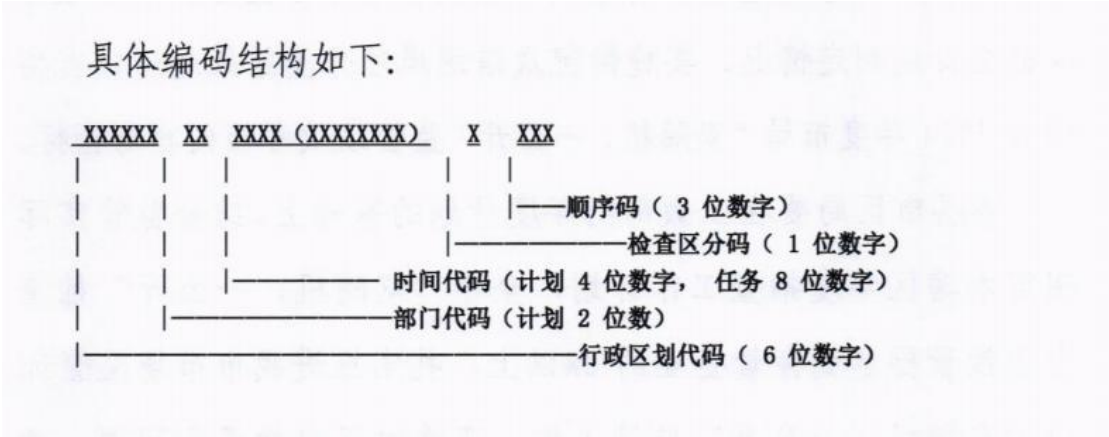 具体编码结构如下:
XXXXXX XX XXXX(XXXXXXXX) X XXX
顺序码(3 位数字)
检查区分码(1 位数字)
时间代码(计划 4 位数字，任务 8 位数字)
部门代码(计划 2 位数)
行政区划代码(6 位数字)